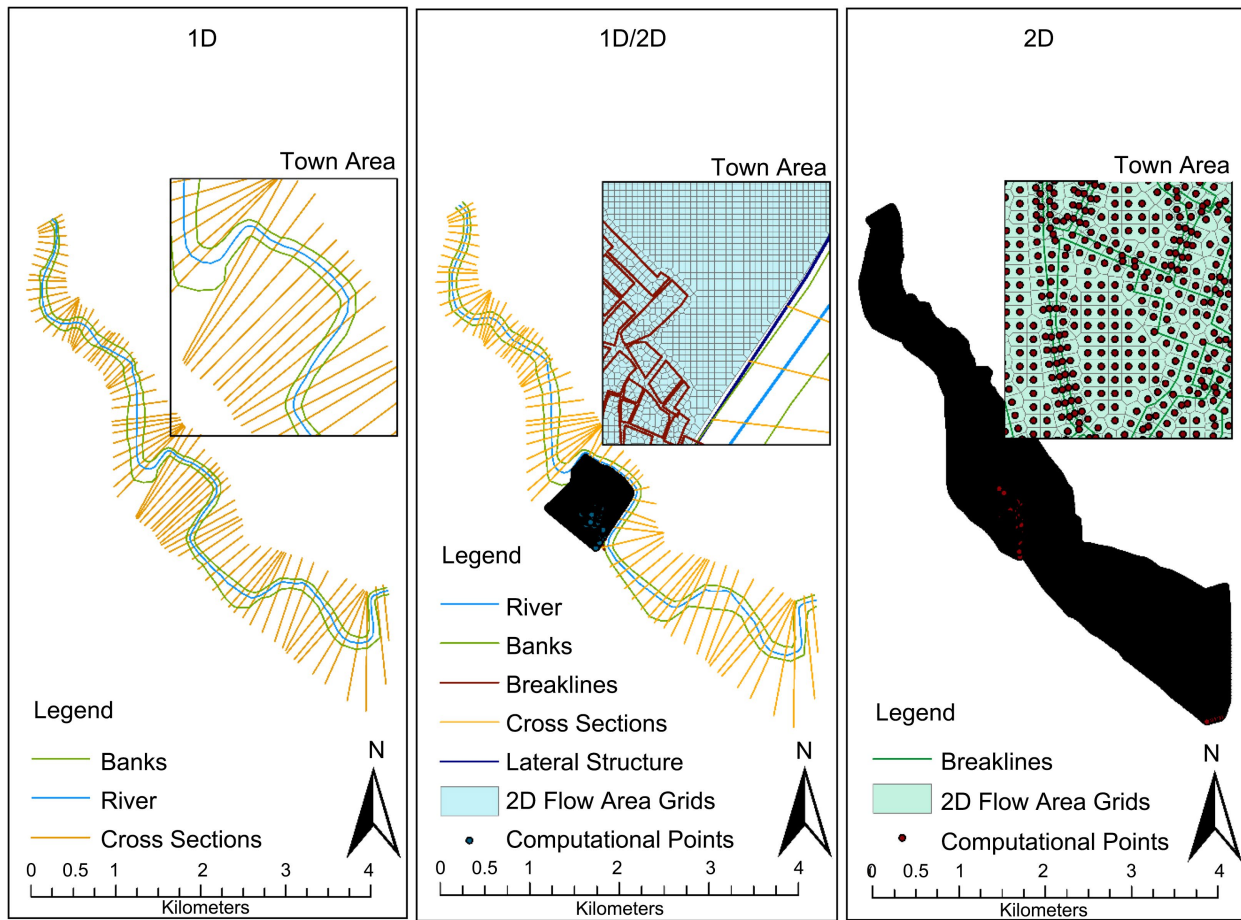 1D
Town Area
Legend
Banks
River
Cross Sections
N
0 0.5 1 2 3 4
Kilometers
1D/2D
Town Area
Legend
River
Banks
Breaklines
Cross Sections
Lateral Structure
2D Flow Area Grids
Computational Points
N
0 0.5 1 2 3 4
Kilometers
2D
Town Area
Legend
Breaklines
2D Flow Area Grids
Computational Points
N
0 0.5 1 2 3 4
Kilometers